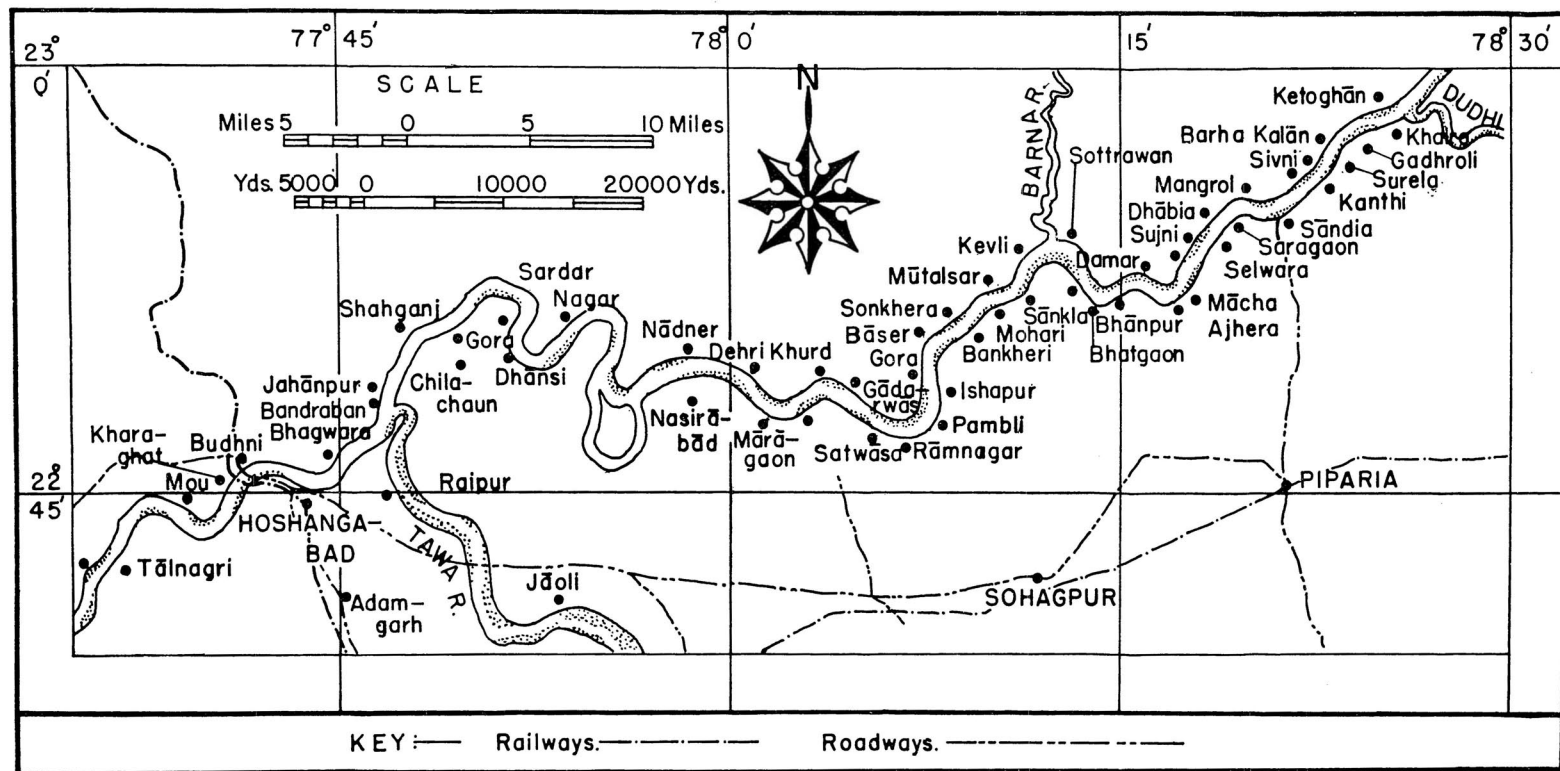 77° 45′
78° 0′
15′
78° 30′
23°
0′
SCALE
Miles 5 0 5 10 Miles
Yds. 5000 0 10000 20000 Yds.
N
BARNAR R.
DUDHI
Ketoghān
Sottrawan
Barha Kalān
Khaira
Sivni
Gadhroli
Surela
Mangrol
Kanthi
Dhābia
Sāndia
Sujni
Saragaon
Kevli
Damar
Selwara
Mūtalsar
Sardar
Nagar
Shahganj
Sonkhera
Sānkla
Mācha
Mohari
Bhānpur
Ajhera
Gora
Nādner
Bāser
Bankheri
Bhatgaon
Dehri Khurd
Gora
Dhānsi
Chila-
chaun
Jahānpur
Gāda-
rwās
Ishapur
Bandraban
Bhagwara
Nasirā-
bād
Mārā-
gaon
Pambli
Satwāsa
Rāmnagar
Khara-
ghat
Budhni
Mou
Raipur
PIPARIA
22°
45′
HOSHANGA-
BAD
TAWA R.
Tālnagri
Jāoli
SOHAGPUR
Adam-
garh
KEY:— Railways. Roadways.